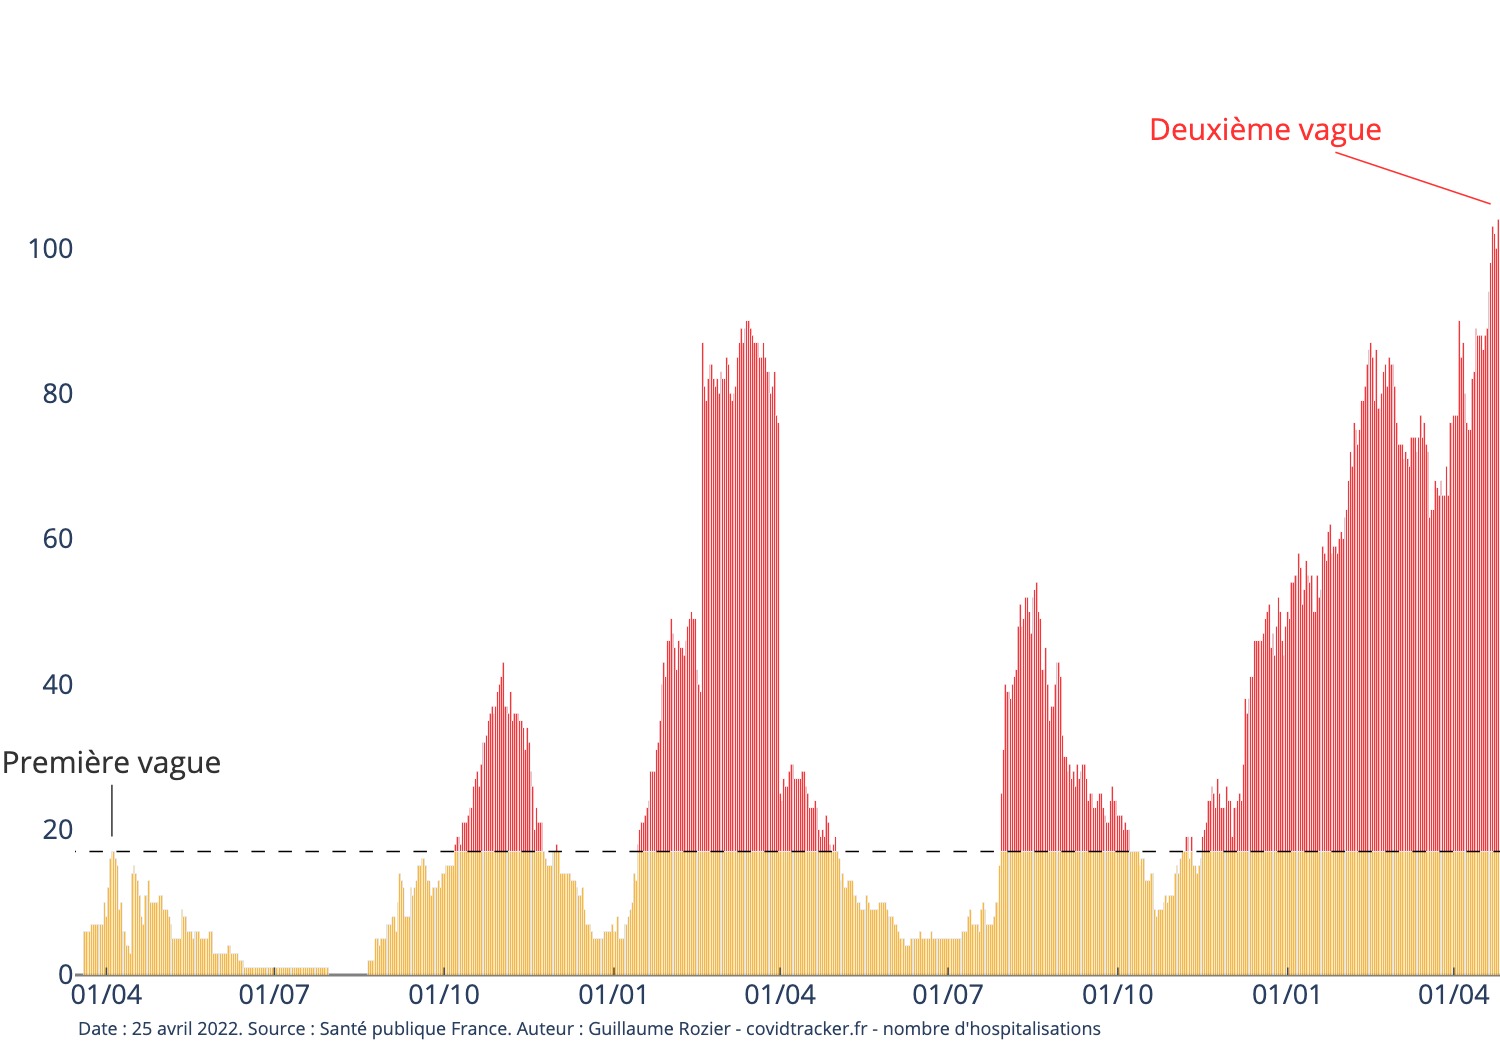 Deuxième vague
100
80
60
40
Première vague
20
0
01/04 01/07 01/10 01/01 01/04 01/07 01/10 01/01 01/04
Date : 25 avril 2022. Source : Santé publique France. Auteur : Guillaume Rozier - covidtracker.fr - nombre d'hospitalisations